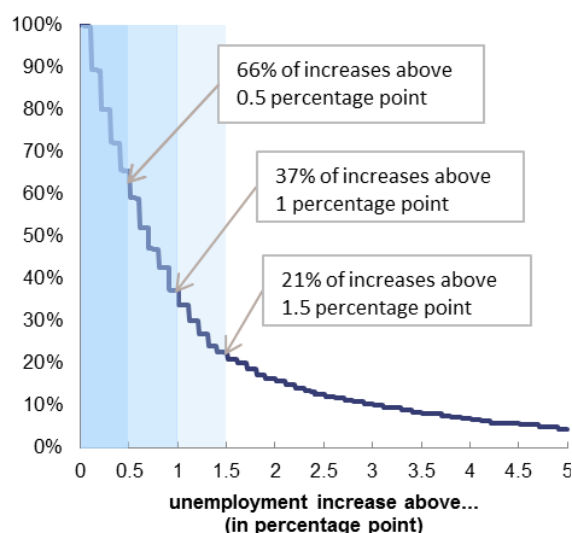 100%
90%
80%
70%
60%
50%
40%
30%
20%
10%
0%
66% of increases above
0.5 percentage point
37% of increases above
1 percentage point
21% of increases above
1.5 percentage point
0 0.5 1 1.5 2 2.5 3 3.5 4 4.5 5
unemployment increase above...
(in percentage point)